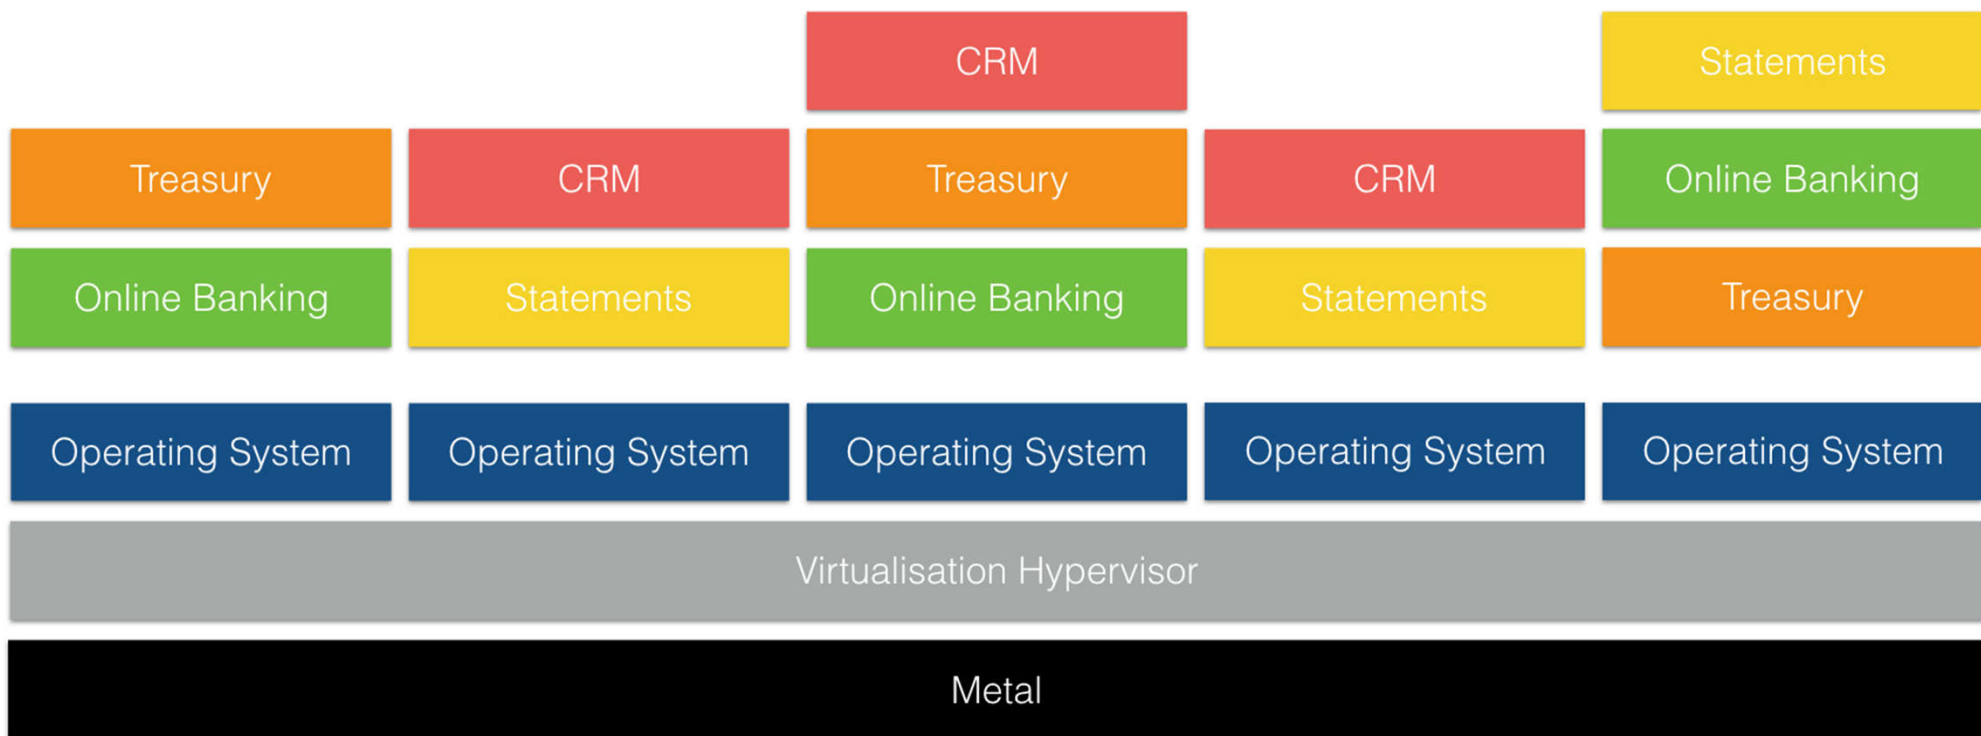 CRM
Statements
Treasury
CRM
Treasury
CRM
Online Banking
Online Banking
Statements
Online Banking
Statements
Treasury
Operating System
Operating System
Operating System
Operating System
Operating System
Virtualisation Hypervisor
Metal